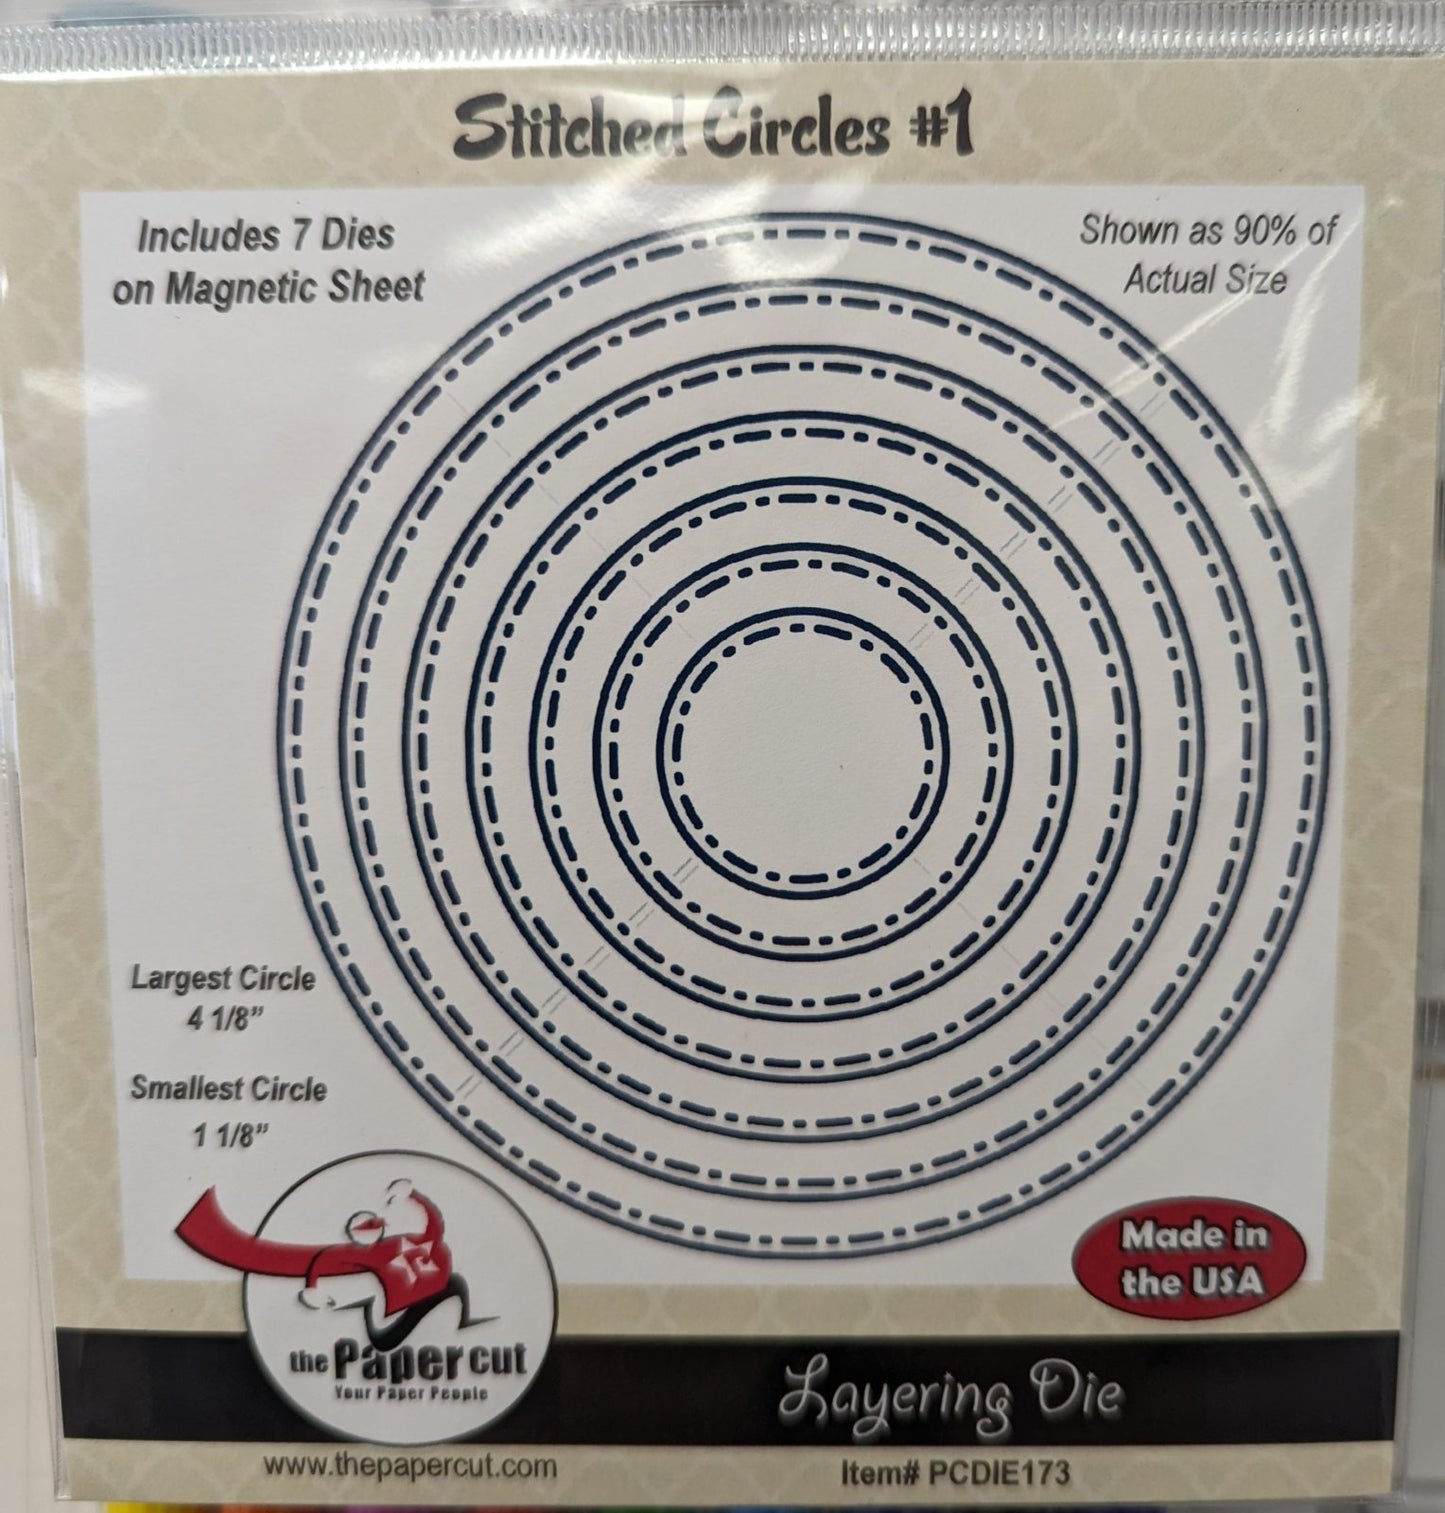 Stitched Circles #1
Includes 7 Dies
on Magnetic Sheet
Shown as 90% of
Actual Size
Largest Circle
4 1/8”
Smallest Circle
1 1/8”
Made in
the USA
the Paper cut
Your Paper People
Layering Die
www.thepapercut.com
Item# PCDIE173